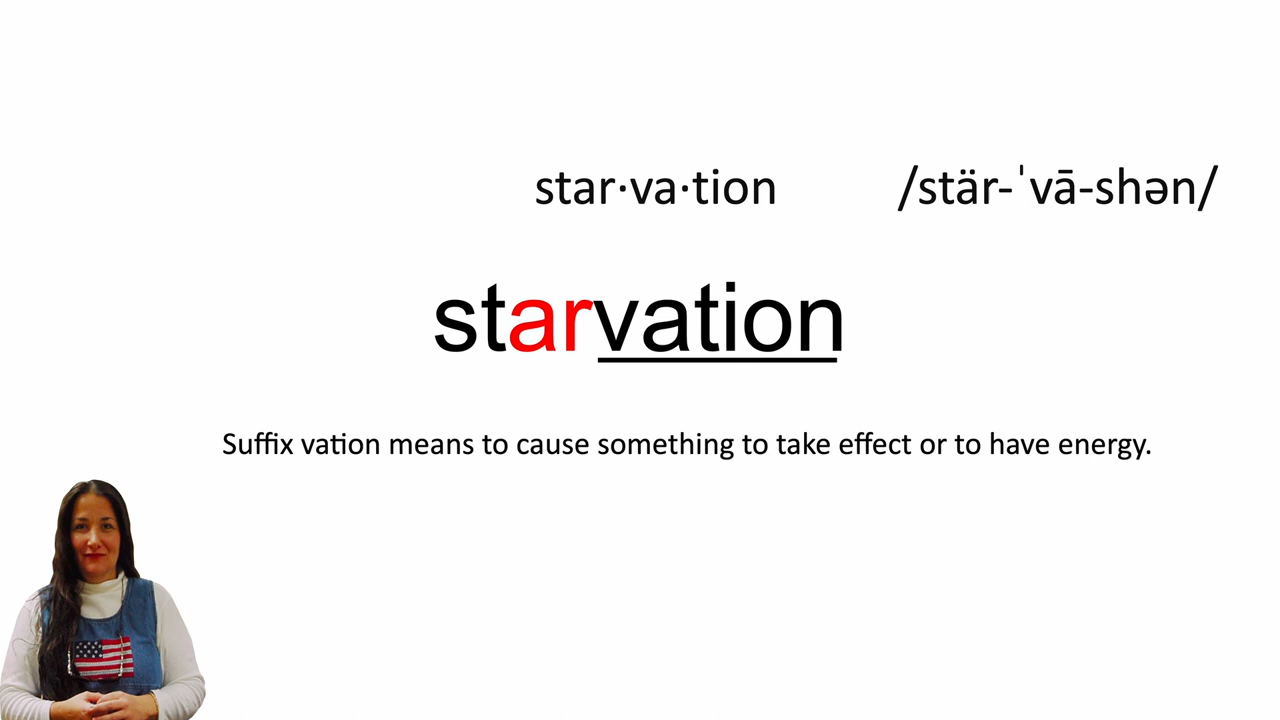 star·va·tion /stär-ˈvā-shən/
starvation
Suffix vation means to cause something to take effect or to have energy.